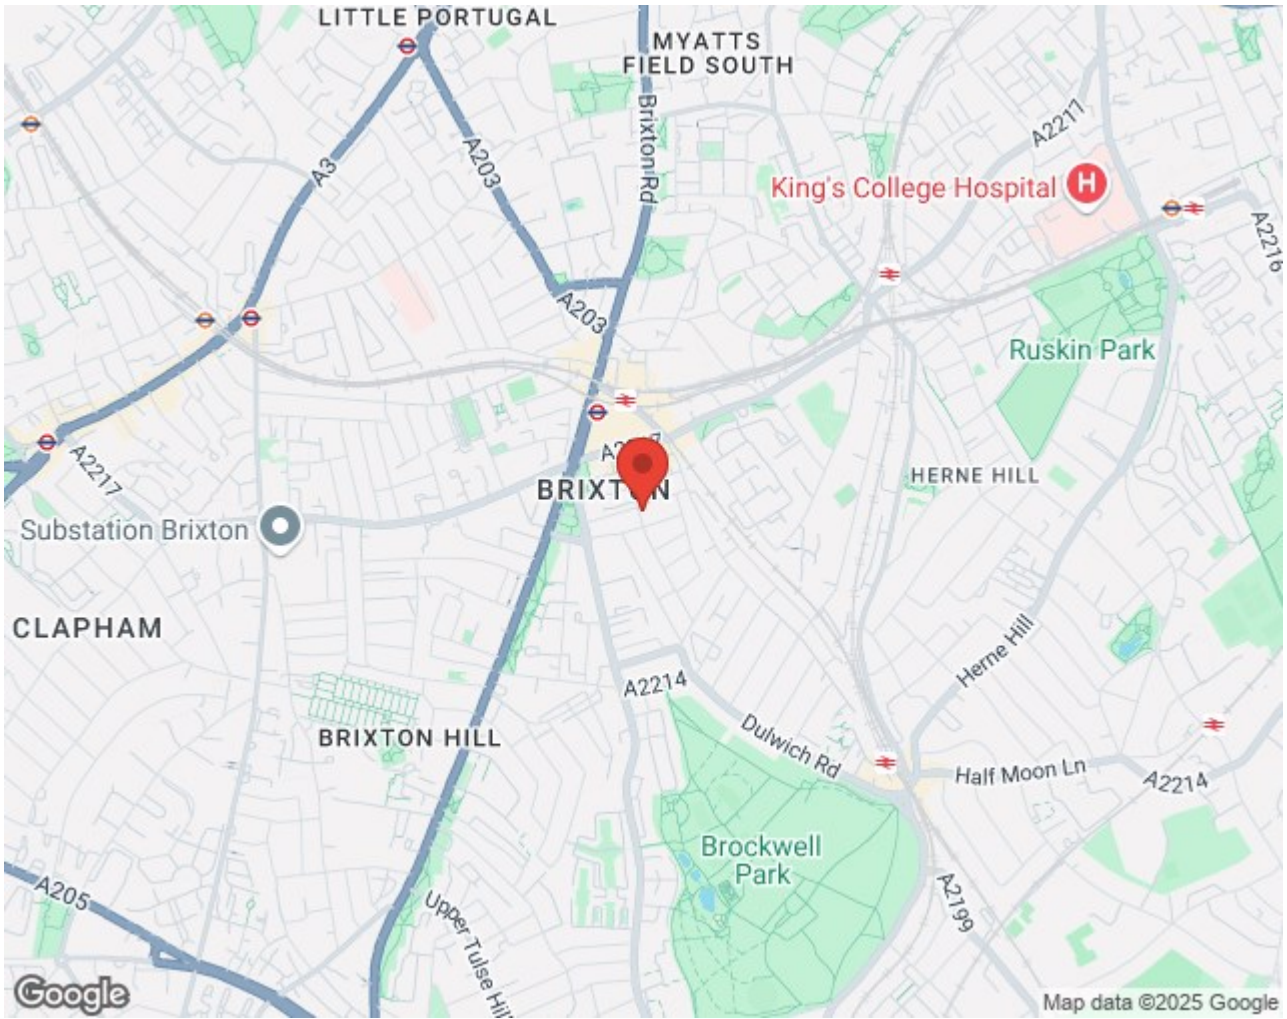 LITTLE PORTUGAL
MYATTS
FIELD SOUTH
Brixton Rd
A2217
A3
A203
King's College Hospital
H
A2216
A203
Ruskin Park
A2217
HERNE HILL
BRIXTON
Substation Brixton
CLAPHAM
Herne Hill
A2214
BRIXTON HILL
Dulwich Rd
Half Moon Ln
A2214
Brockwell
Park
A205
Upper Tulse Hill
A2199
Google
Map data ©2025 Google